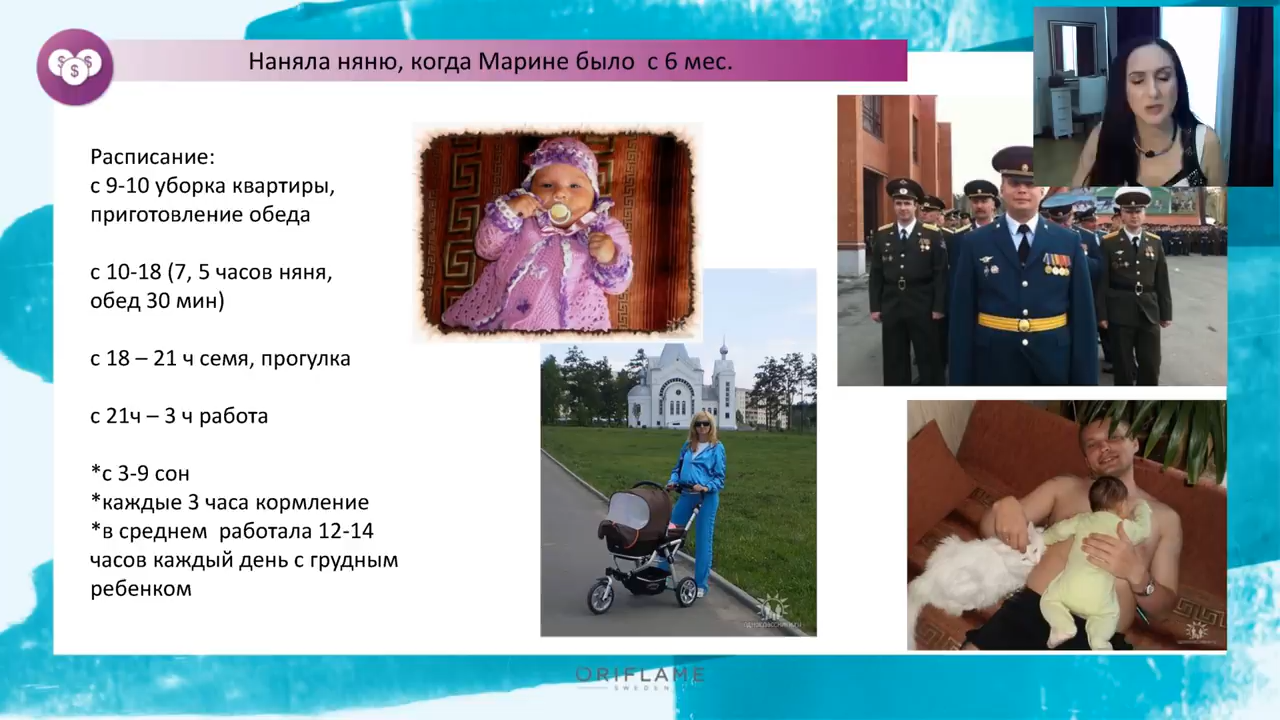 Наняла няню, когда Марине было  с 6 мес.
Расписание:
с 9-10 уборка квартиры,
приготовление обеда
с 10-18 (7, 5 часов няня,
обед 30 мин)
с 18 – 21 ч семя, прогулка
с 21ч – 3 ч работа
*с 3-9 сон
*каждые 3 часа кормление
*в среднем  работала 12-14
часов каждый день с грудным
ребенком
ORIFLAME
SWEDEN